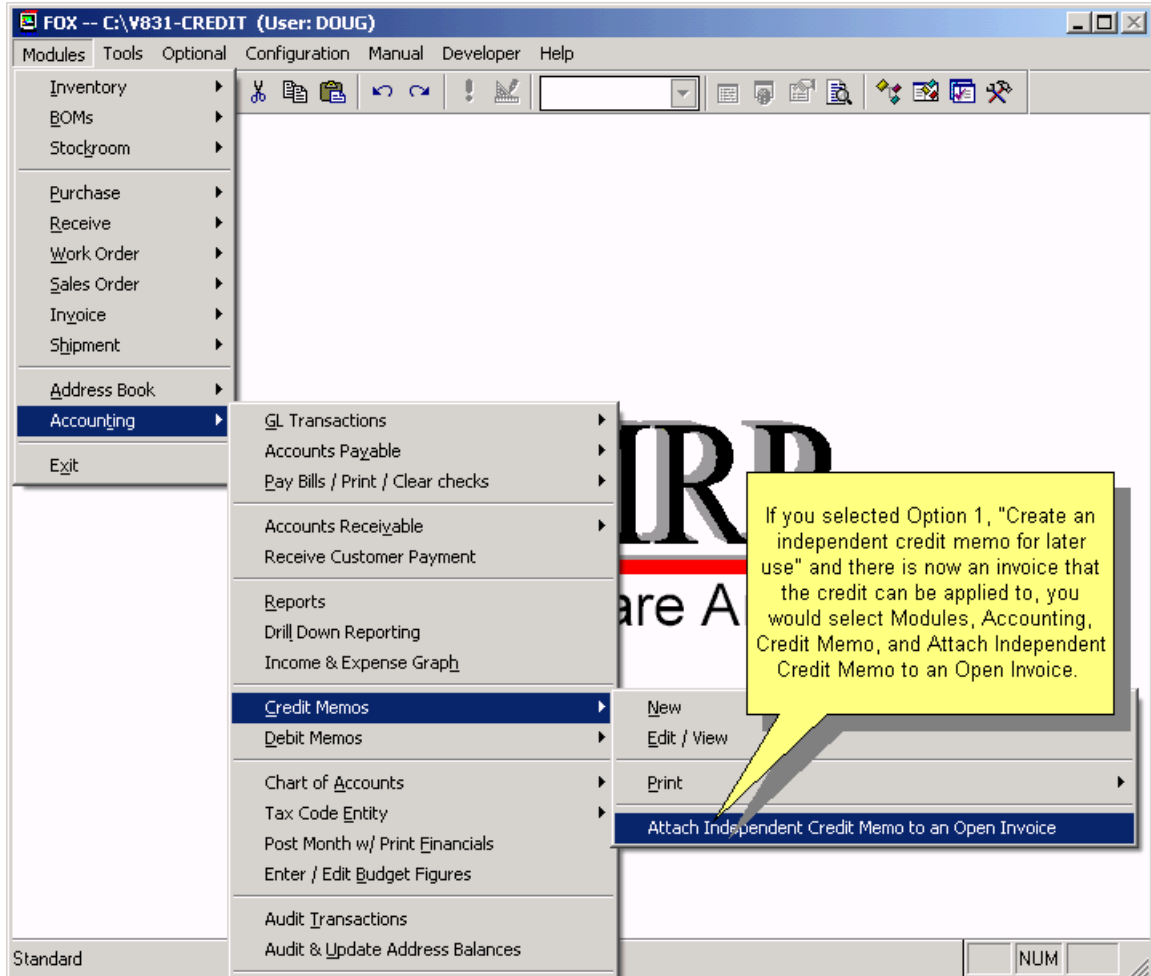 FOX -- C:\V831-CREDIT (User: DOUG)
Modules Tools Optional Configuration Manual Developer Help
Inventory
BOMs
Stockroom
Purchase
Receive
Work Order
Sales Order
Invoice
Shipment
Address Book
Accounting
Exit
GL Transactions
Accounts Payable
Pay Bills / Print / Clear checks
Accounts Receivable
Receive Customer Payment
Reports
Drill Down Reporting
Income & Expense Graph
Credit Memos
Debit Memos
Chart of Accounts
Tax Code Entity
Post Month w/ Print Financials
Enter / Edit Budget Figures
Audit Transactions
Audit & Update Address Balances
New
Edit / View
Print
Attach Independent Credit Memo to an Open Invoice
If you selected Option 1, "Create an
independent credit memo for later
use" and there is now an invoice that
the credit can be applied to, you
would select Modules, Accounting,
Credit Memo, and Attach Independent
Credit Memo to an Open Invoice.
Standard
NUM